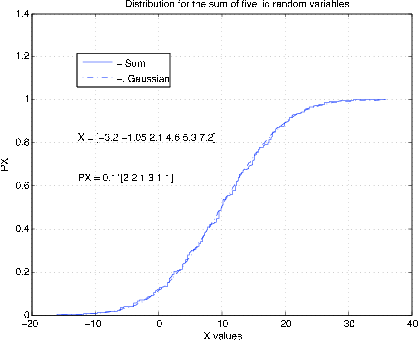 Distribution for the sum of five iid random variables
1.4
1.2
1
0.8
0.6
0.4
0.2
0
PX
– Sum
–. Gaussian
X = [−3.2 −1.05 2.1 4.6 5.3 7.2]
PX = 0.1*[2 2 1 3 1 1]
−20
−10
0
10
20
30
40
X values